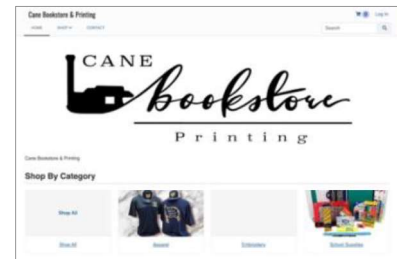 Cane Bookstore & Printing
Log In
HOME SHOP CONTACT
Search
CANE
bookstore
Printing
Cane Bookstore & Printing
Shop By Category
Shop All
Shop All
Apparel
Embroidery
School Supplies